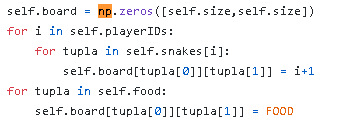 self.board = np.zeros([self.size,self.size])
for i in self.playerIDs:
    for tupla in self.snakes[i]:
        self.board[tupla[0]][tupla[1]] = i+1
for tupla in self.food:
    self.board[tupla[0]][tupla[1]] = FOOD